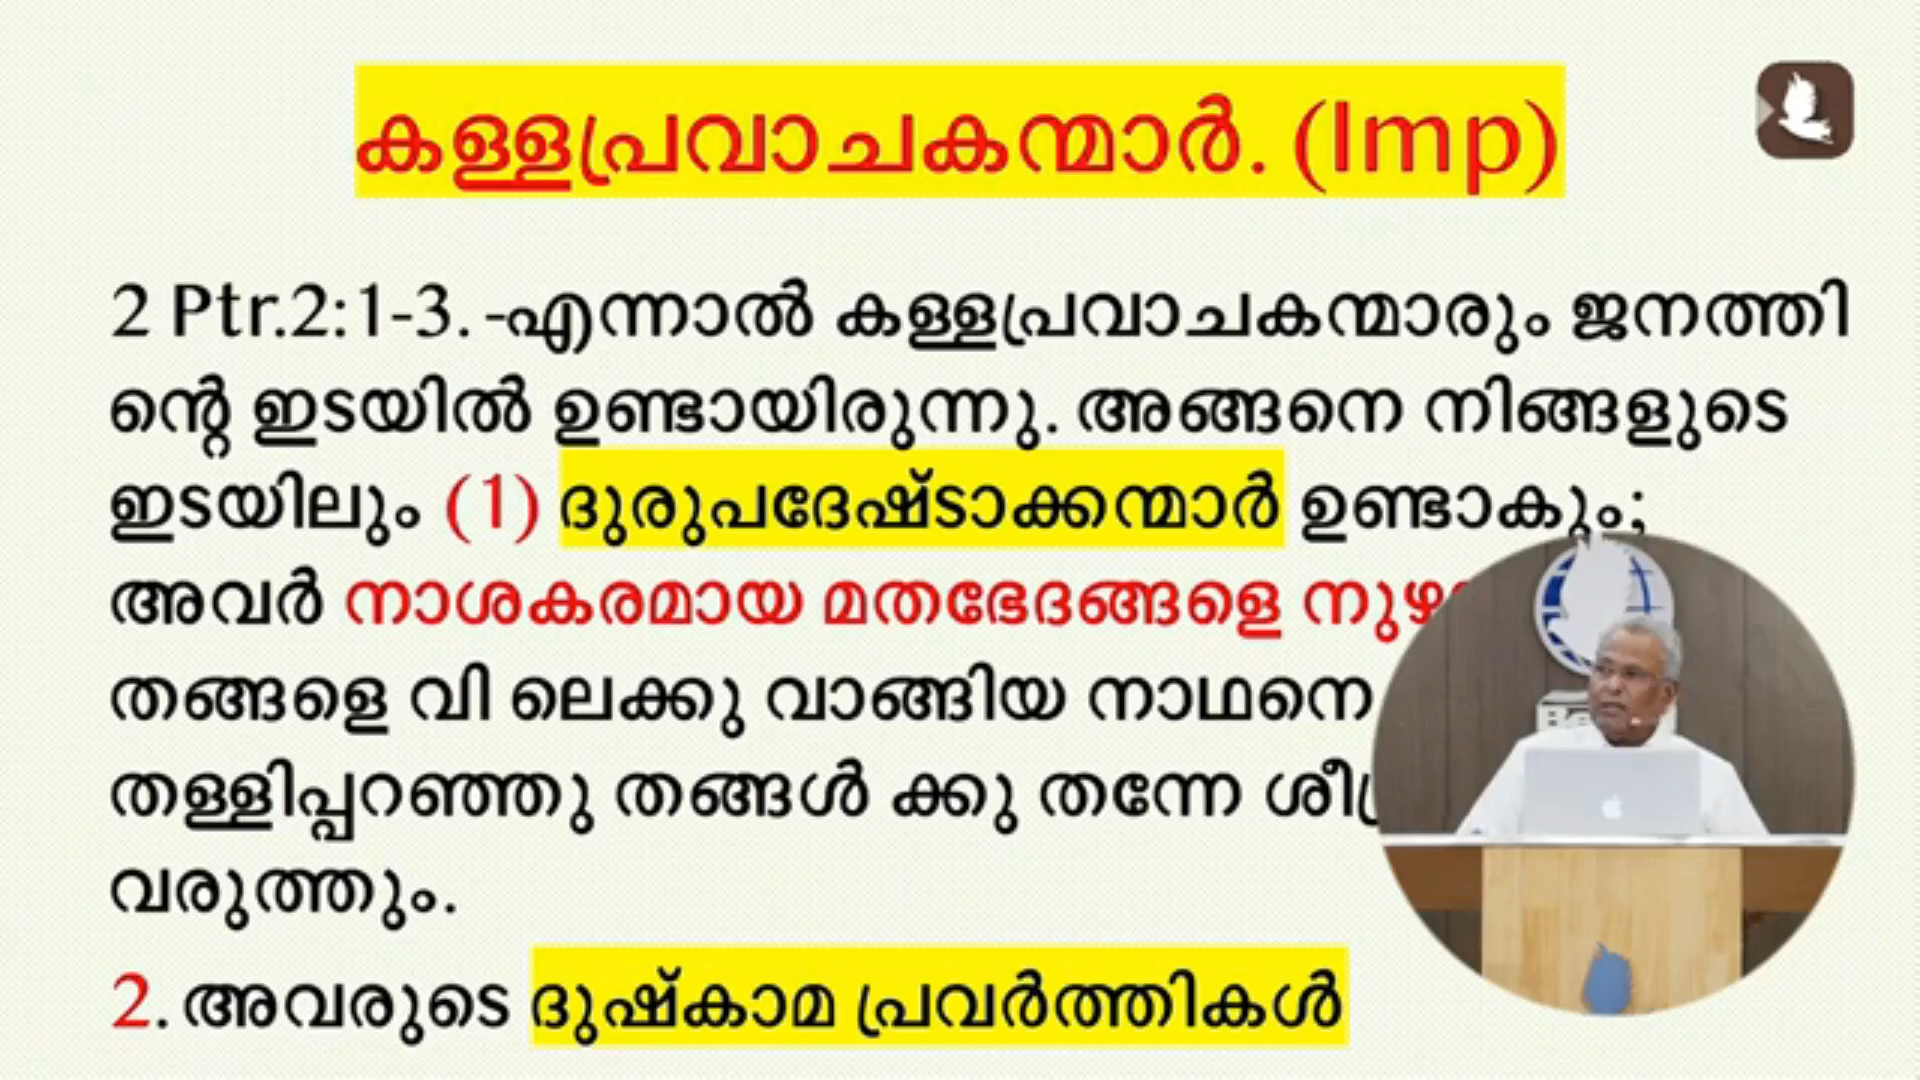 കള്ളപ്രവാചകന്മാർ. (Imp)
2 Ptr.2:1-3. -എന്നാൽ കള്ളപ്രവാചകന്മാരും ജനത്തി
ന്റെ ഇടയിൽ ഉണ്ടായിരുന്നു. അങ്ങനെ നിങ്ങളുടെ
ഇടയിലും (1) ദുരുപദേഷ്ടാക്കന്മാർ ഉണ്ടാകും;
അവർ നാശകരമായ മതഭേദങ്ങളെ
തങ്ങളെ വി ലെക്കു വാങ്ങിയ നാഥനെ
തള്ളിപ്പറഞ്ഞു തങ്ങൾ ക്കു തന്നേ
വരുത്തും.
2. അവരുടെ ദുഷ്കാമ പ്രവർത്തികൾ